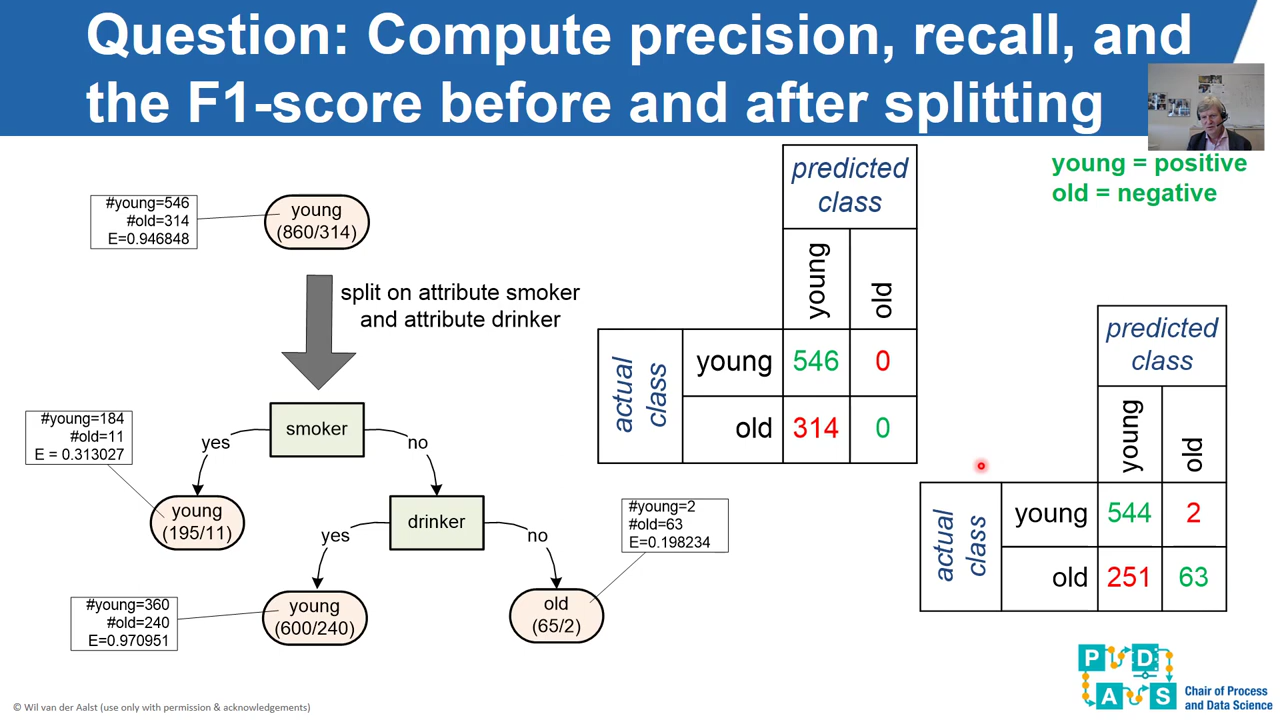 Question: Compute precision, recall, and
the F1-score before and after splitting
young = positive
old = negative
#young=546
#old=314
E=0.946848
young
(860/314)
split on attribute smoker
and attribute drinker
smoker
yes
no
#young=184
#old=11
E = 0.313027
young
(195/11)
drinker
yes
no
#young=2
#old=63
E=0.198234
#young=360
#old=240
E=0.970951
young
(600/240)
old
(65/2)
predicted
class
young
old
actual
class
young 546 0
old 314 0
predicted
class
young
old
actual
class
young 544 2
old 251 63
P D
A S
Chair of Process
and Data Science
© Wil van der Aalst (use only with permission & acknowledgements)